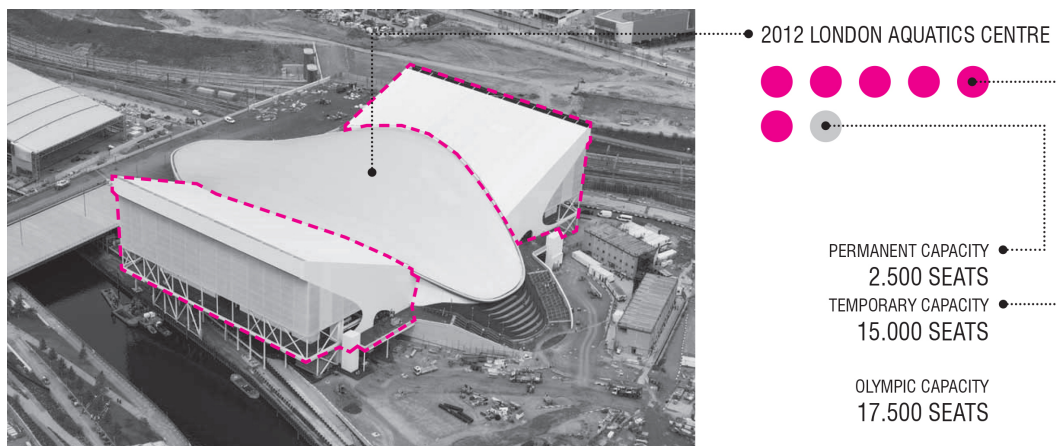 2012 LONDON AQUATICS CENTRE
PERMANENT CAPACITY
2.500 SEATS
TEMPORARY CAPACITY
15.000 SEATS
OLYMPIC CAPACITY
17.500 SEATS